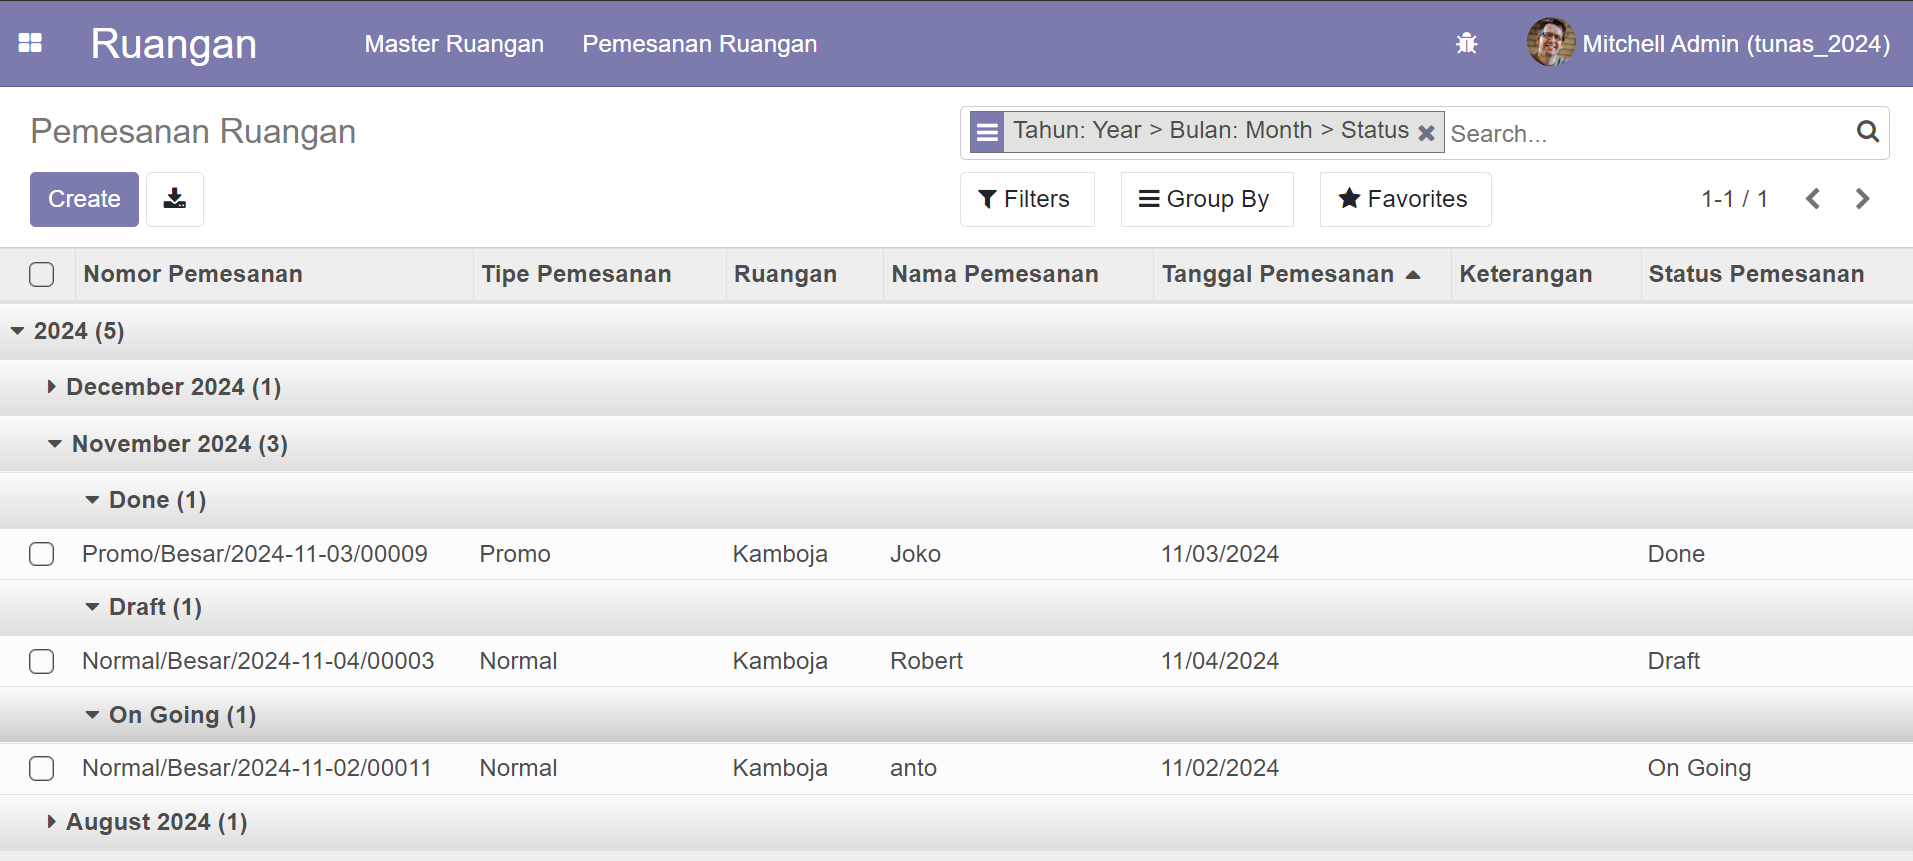 Ruangan Master Ruangan Pemesanan Ruangan Mitchell Admin (tunas_2024)
Pemesanan Ruangan Tahun: Year > Bulan: Month > Status Search...
Create Filters Group By Favorites 1-1 / 1
Nomor Pemesanan Tipe Pemesanan Ruangan Nama Pemesanan Tanggal Pemesanan Keterangan Status Pemesanan
2024 (5)
December 2024 (1)
November 2024 (3)
Done (1)
Promo/Besar/2024-11-03/00009 Promo Kamboja Joko 11/03/2024 Done
Draft (1)
Normal/Besar/2024-11-04/00003 Normal Kamboja Robert 11/04/2024 Draft
On Going (1)
Normal/Besar/2024-11-02/00011 Normal Kamboja anto 11/02/2024 On Going
August 2024 (1)